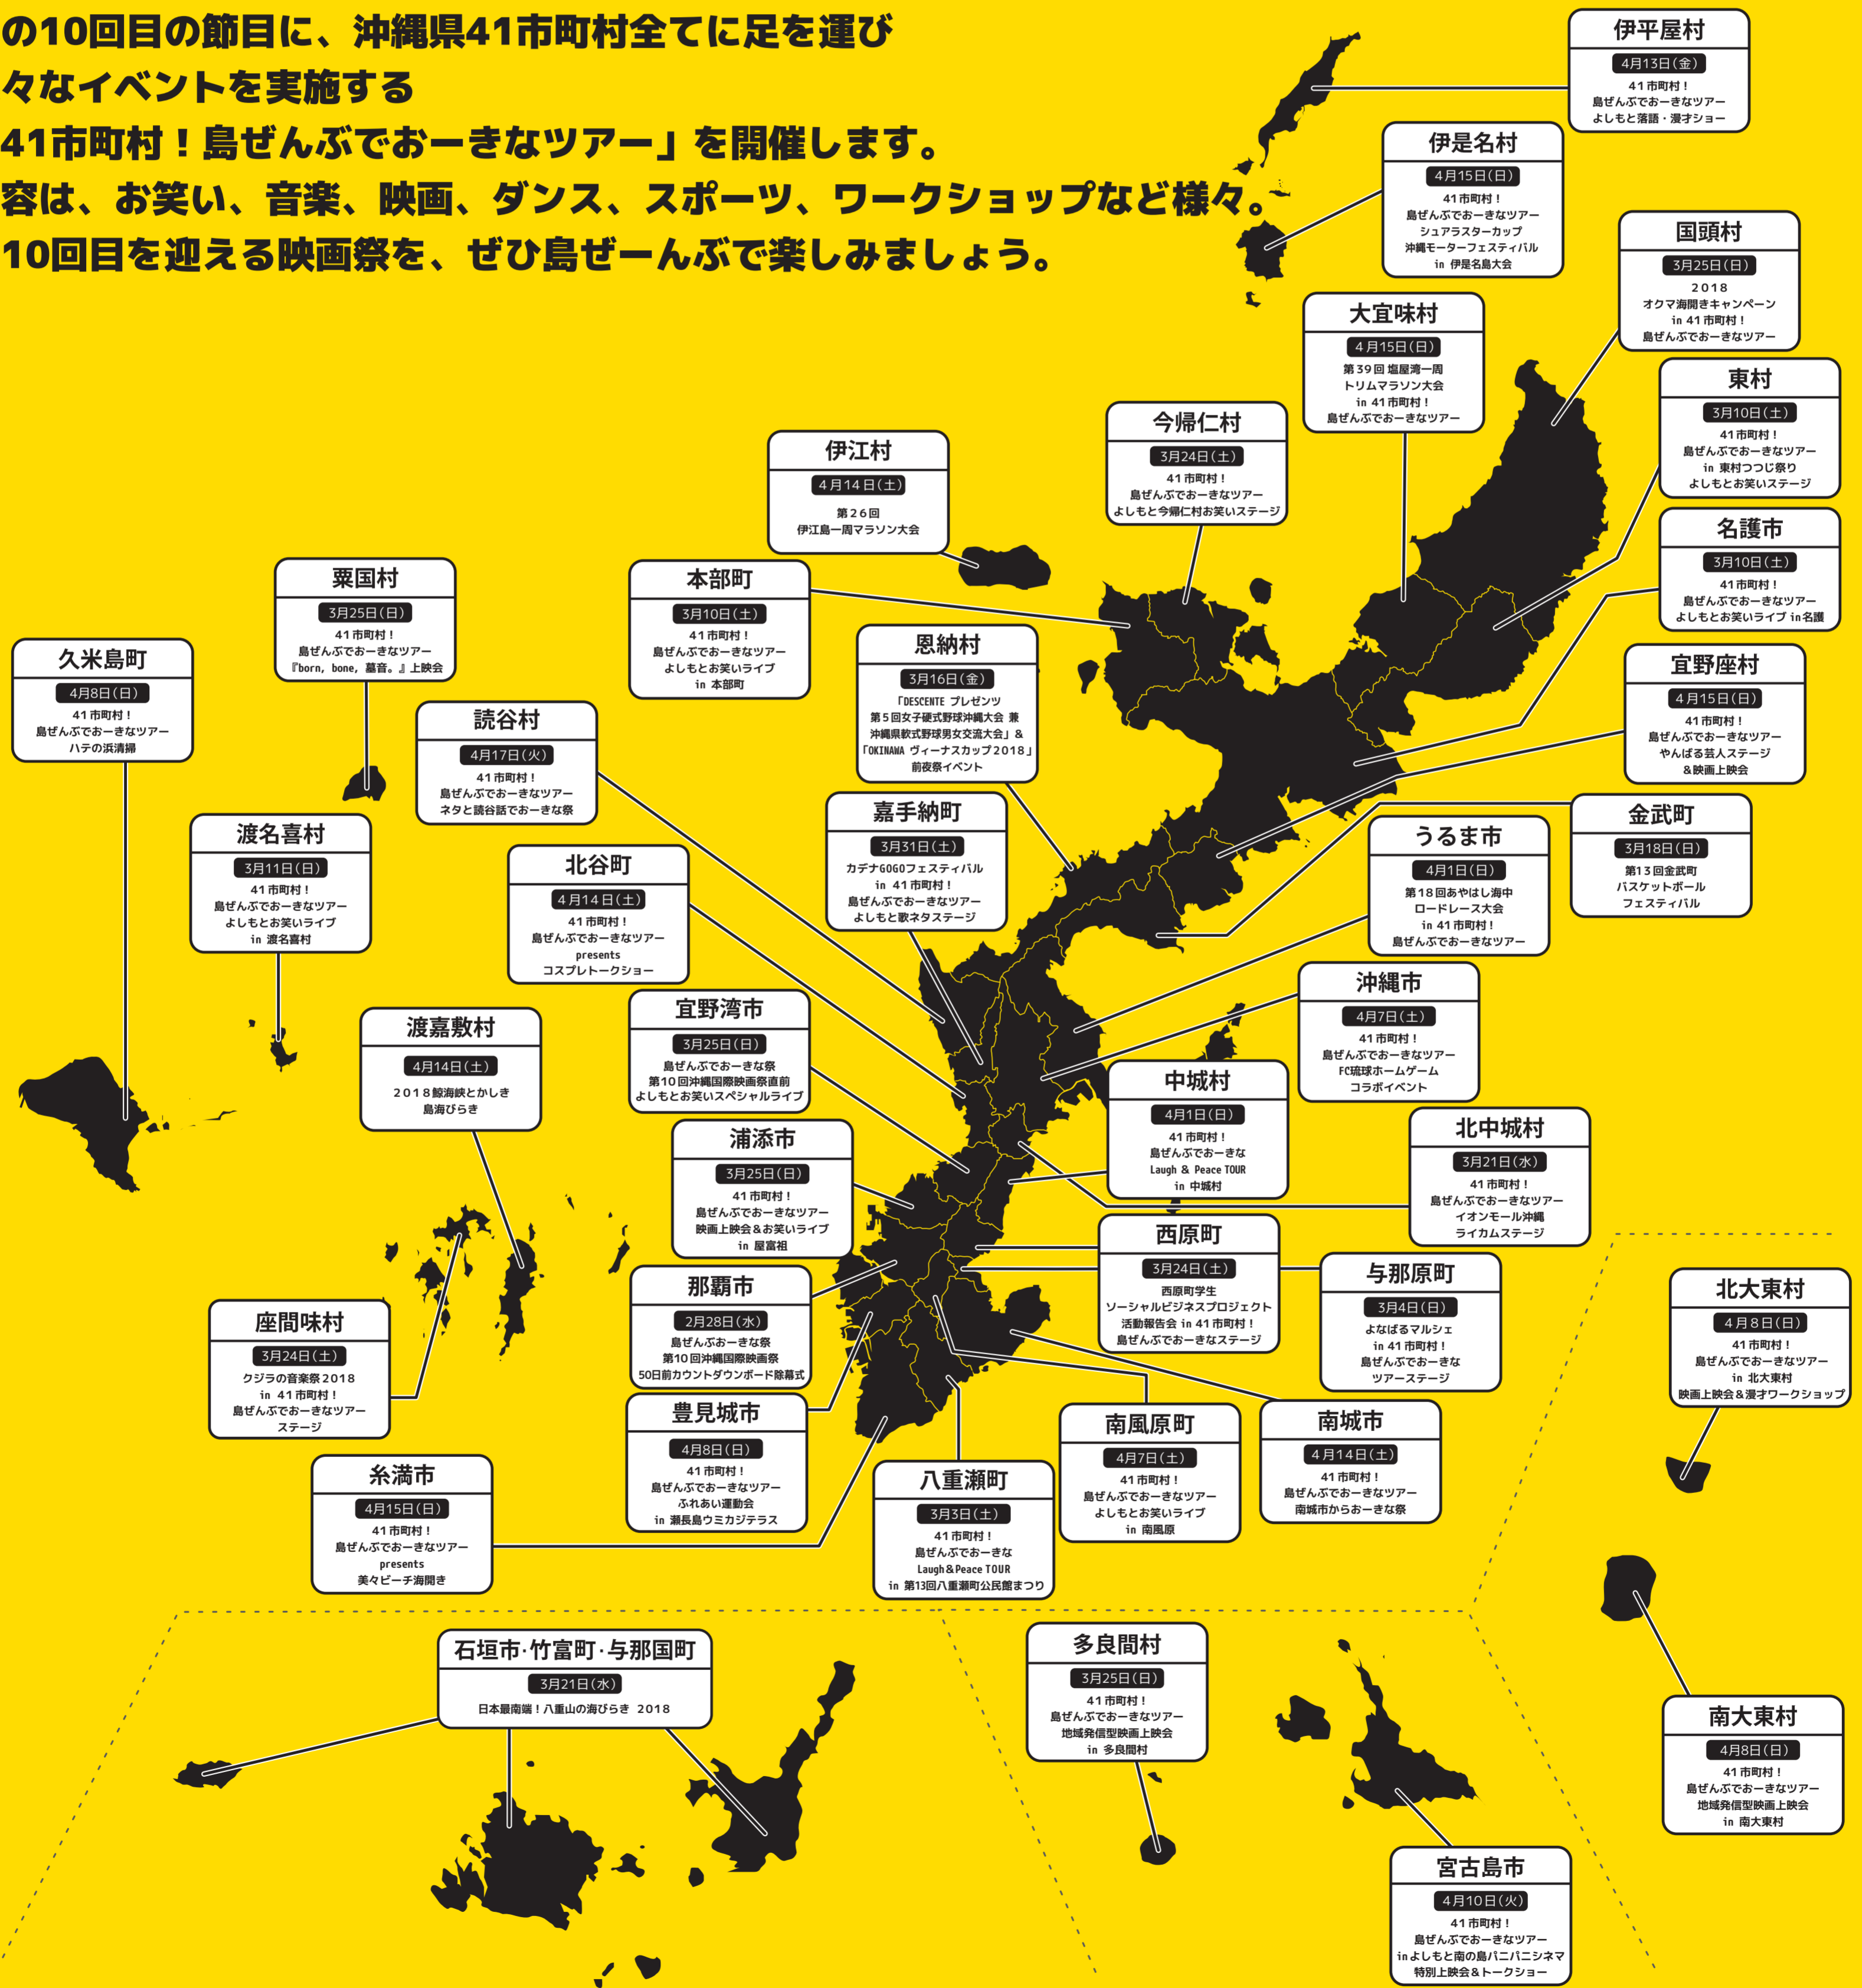 の10回目の節目に、沖縄県41市町村全てに足を運び
々なイベントを実施する
41市町村！島ぜんぶでおーきなツアー」を開催します。
容は、お笑い、音楽、映画、ダンス、スポーツ、ワークショップなど様々。
10回目を迎える映画祭を、ぜひ島ぜーんぶで楽しみましょう。
伊平屋村
4月13日(金)
41市町村！
島ぜんぶでおーきなツアー
よしもと落語・漫才ショー
伊是名村
4月15日(日)
41市町村！
島ぜんぶでおーきなツアー
シュアラスターカップ
沖縄モーターフェスティバル
in 伊是名島大会
国頭村
3月25日(日)
2018
オクマ海開きキャンペーン
in 41市町村！
島ぜんぶでおーきなツアー
大宜味村
4月15日(日)
第39回 塩屋湾一周
トリムマラソン大会
in 41市町村！
島ぜんぶでおーきなツアー
東村
3月10日(土)
41市町村！
島ぜんぶでおーきなツアー
in 東村つつじ祭り
よしもとお笑いステージ
今帰仁村
3月24日(土)
41市町村！
島ぜんぶでおーきなツアー
よしもと今帰仁村お笑いステージ
伊江村
4月14日(土)
第26回
伊江島一周マラソン大会
名護市
3月10日(土)
41市町村！
島ぜんぶでおーきなツアー
よしもとお笑いライブ in名護
粟国村
3月25日(日)
41市町村！
島ぜんぶでおーきなツアー
『born, bone, 墓音。』上映会
本部町
3月10日(土)
41市町村！
島ぜんぶでおーきなツアー
よしもとお笑いライブ
in 本部町
恩納村
3月16日(金)
「DESCENTE プレゼンツ
第5回女子硬式野球沖縄大会 兼
沖縄県軟式野球男女交流大会」&
「OKINAWA ヴィーナスカップ2018」
前夜祭イベント
久米島町
4月8日(日)
41市町村！
島ぜんぶでおーきなツアー
ハテの浜清掃
宜野座村
4月15日(日)
41市町村！
島ぜんぶでおーきなツアー
やんばる芸人ステージ
＆映画上映会
読谷村
4月17日(火)
41市町村！
島ぜんぶでおーきなツアー
ネタと読谷話でおーきな祭
嘉手納町
3月31日(土)
カデナGOGOフェスティバル
in 41市町村！
島ぜんぶでおーきなツアー
よしもと歌ネタステージ
金武町
3月18日(日)
第13回金武町
バスケットボール
フェスティバル
うるま市
4月1日(日)
第18回あやはし海中
ロードレース大会
in 41市町村！
島ぜんぶでおーきなツアー
渡名喜村
3月11日(日)
41市町村！
島ぜんぶでおーきなツアー
よしもとお笑いライブ
in 渡名喜村
北谷町
4月14日(土)
41市町村！
島ぜんぶでおーきなツアー
presents
コスプレトークショー
沖縄市
4月7日(土)
41市町村！
島ぜんぶでおーきなツアー
FC琉球ホームゲーム
コラボイベント
宜野湾市
3月25日(日)
島ぜんぶでおーきな祭
第10回沖縄国際映画祭直前
よしもとお笑いスペシャルライブ
渡嘉敷村
4月14日(土)
2018鯨海峡とかしき
島海びらき
中城村
4月1日(日)
41市町村！
島ぜんぶでおーきな
Laugh & Peace TOUR
in 中城村
北中城村
3月21日(水)
41市町村！
島ぜんぶでおーきなツアー
イオンモール沖縄
ライカムステージ
浦添市
3月25日(日)
41市町村！
島ぜんぶでおーきなツアー
映画上映会＆お笑いライブ
in 屋富祖
西原町
3月24日(土)
西原町学生
ソーシャルビジネスプロジェクト
活動報告会 in 41市町村！
島ぜんぶでおーきなステージ
与那原町
3月4日(日)
よなばるマルシェ
in 41市町村！
島ぜんぶでおーきな
ツアーステージ
那覇市
2月28日(水)
島ぜんぶおーきな祭
第10回沖縄国際映画祭
50日前カウントダウンボード除幕式
北大東村
4月8日(日)
41市町村！
島ぜんぶでおーきなツアー
in 北大東村
映画上映会＆漫才ワークショップ
座間味村
3月24日(土)
クジラの音楽祭2018
in 41市町村！
島ぜんぶでおーきなツアー
ステージ
豊見城市
4月8日(日)
41市町村！
島ぜんぶでおーきなツアー
ふれあい運動会
in 瀬長島ウミカジテラス
南風原町
4月7日(土)
41市町村！
島ぜんぶでおーきなツアー
よしもとお笑いライブ
in 南風原
南城市
4月14日(土)
41市町村！
島ぜんぶでおーきなツアー
南城市からおーきな祭
糸満市
4月15日(日)
41市町村！
島ぜんぶでおーきなツアー
presents
美々ビーチ海開き
八重瀬町
3月3日(土)
41市町村！
島ぜんぶでおーきな
Laugh＆Peace TOUR
in 第13回八重瀬町公民館まつり
石垣市・竹富町・与那国町
3月21日(水)
日本最南端！八重山の海びらき 2018
多良間村
3月25日(日)
41市町村！
島ぜんぶでおーきなツアー
地域発信型映画上映会
in 多良間村
南大東村
4月8日(日)
41市町村！
島ぜんぶでおーきなツアー
地域発信型映画上映会
in 南大東村
宮古島市
4月10日(火)
41市町村！
島ぜんぶでおーきなツアー
inよしもと南の島パニパニシネマ
特別上映会＆トークショー